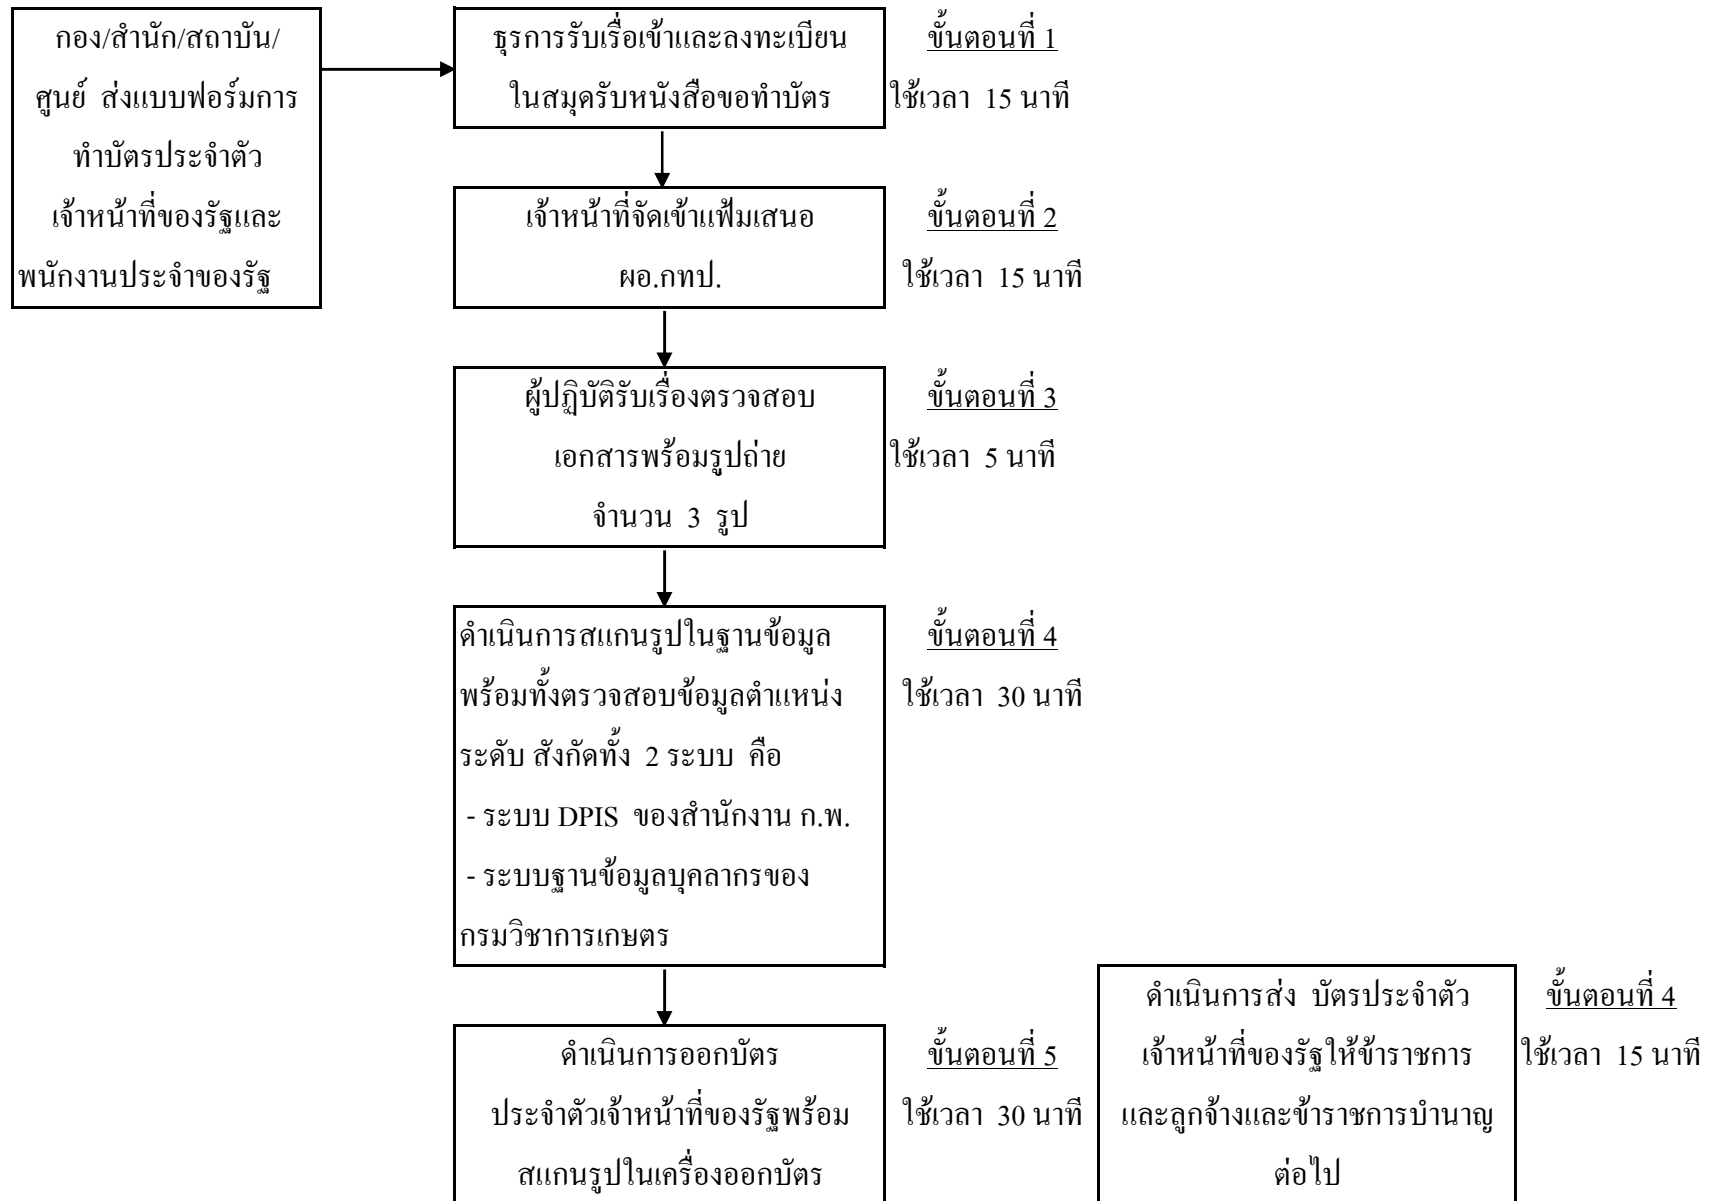 กอง/สำนัก/สถาบัน/
ศูนย์ ส่งแบบฟอร์มการ
ทำบัตรประจำตัว
เจ้าหน้าที่ของรัฐและ
พนักงานประจำของรัฐ
ธุรการรับเรื่อเข้าและลงทะเบียน
ในสมุดรับหนังสือขอทำบัตร
ขั้นตอนที่ 1
ใช้เวลา 15 นาที
เจ้าหน้าที่จัดเข้าแฟ้มเสนอ
ผอ.กทป.
ขั้นตอนที่ 2
ใช้เวลา 15 นาที
ผู้ปฏิบัติรับเรื่องตรวจสอบ
เอกสารพร้อมรูปถ่าย
จำนวน 3 รูป
ขั้นตอนที่ 3
ใช้เวลา 5 นาที
ดำเนินการสแกนรูปในฐานข้อมูล
พร้อมทั้งตรวจสอบข้อมูลตำแหน่ง
ระดับ สังกัดทั้ง 2 ระบบ คือ
- ระบบ DPIS ของสำนักงาน ก.พ.
- ระบบฐานข้อมูลบุคลากรของ
กรมวิชาการเกษตร
ขั้นตอนที่ 4
ใช้เวลา 30 นาที
ดำเนินการออกบัตร
ประจำตัวเจ้าหน้าที่ของรัฐพร้อม
สแกนรูปในเครื่องออกบัตร
ขั้นตอนที่ 5
ใช้เวลา 30 นาที
ดำเนินการส่ง บัตรประจำตัว
เจ้าหน้าที่ของรัฐให้ข้าราชการ
และลูกจ้างและข้าราชการบำนาญ
ต่อไป
ขั้นตอนที่ 4
ใช้เวลา 15 นาที